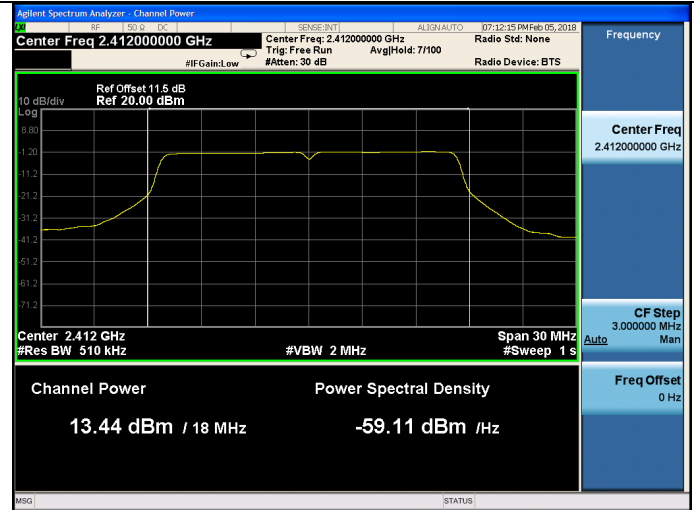 Agilent Spectrum Analyzer - Channel Power
LXI RF 50 Ω DC SENSE:INT ALIGN AUTO 07:12:15 PM Feb 05, 2018
Center Freq 2.412000000 GHz
Center Freq: 2.412000000 GHz
Radio Std: None
Trig: Free Run Avg|Hold: 7/100
#IFGain:Low #Atten: 30 dB
Radio Device: BTS
Frequency
Ref Offset 11.5 dB
10 dB/div Ref 20.00 dBm
Log
8.80
-1.20
-11.2
-21.2
-31.2
-41.2
-51.2
-61.2
-71.2
Center 2.412 GHz Span 30 MHz
#Res BW 510 kHz #VBW 2 MHz #Sweep 1 s
Channel Power Power Spectral Density
13.44 dBm / 18 MHz -59.11 dBm /Hz
Center Freq
2.412000000 GHz
CF Step
3.000000 MHz
Auto Man
Freq Offset
0 Hz
MSG STATUS